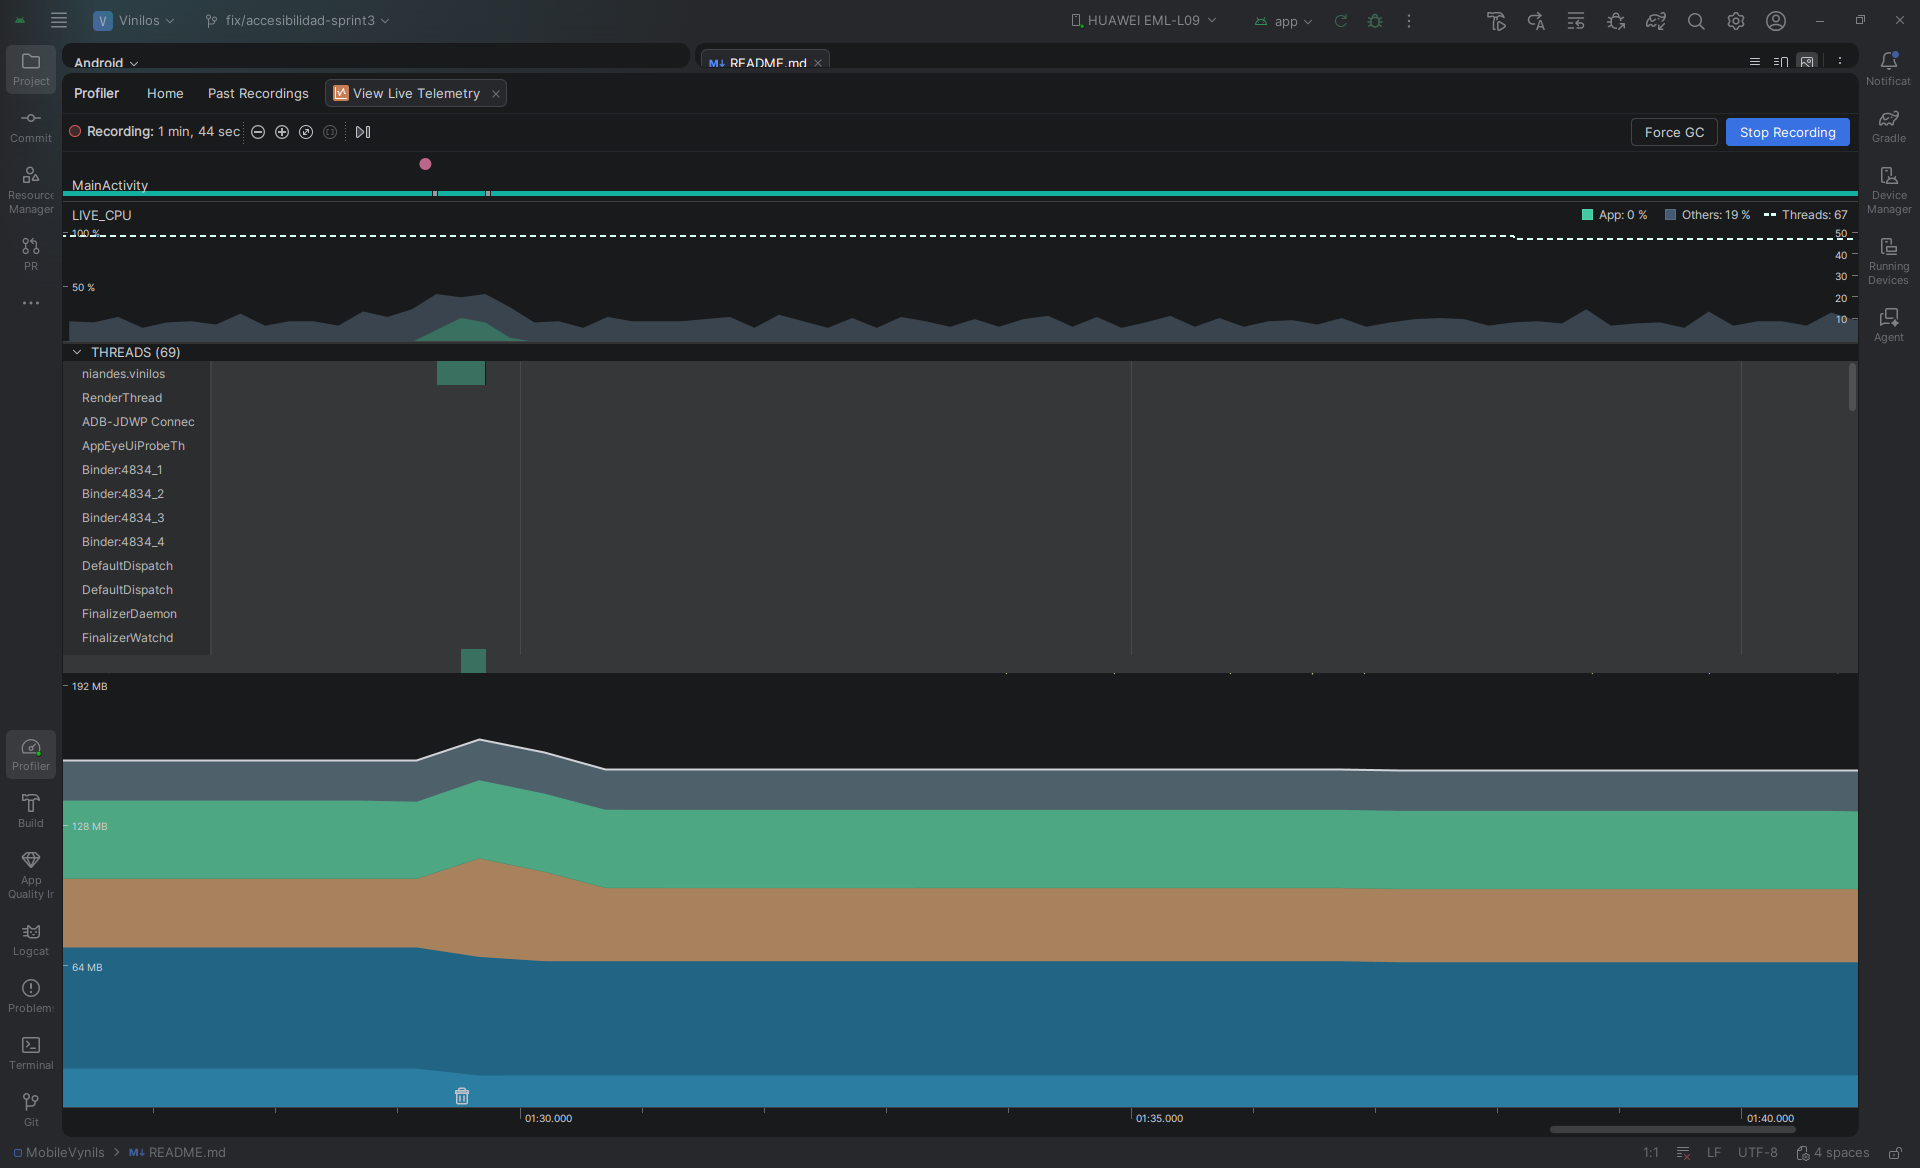 V Vinilos
fix/accesibilidad-sprint3
HUAWEI EML-L09
app
Project
Commit
Resource
Manager
PR
Profiler
Build
App
Quality In
Logcat
Problems
Terminal
Git
Android
M↓ README.md
Profiler
Home
Past Recordings
View Live Telemetry
Recording: 1 min, 44 sec
Force GC
Stop Recording
MainActivity
LIVE_CPU
App: 0 %
Others: 19 %
Threads: 67
100 %
50 %
50
40
30
20
10
THREADS (69)
niandes.vinilos
RenderThread
ADB-JDWP Connec
AppEyeUiProbeTh
Binder:4834_1
Binder:4834_2
Binder:4834_3
Binder:4834_4
DefaultDispatch
DefaultDispatch
FinalizerDaemon
FinalizerWatchd
192 MB
128 MB
64 MB
01:30.000
01:35.000
01:40.000
Notificat
Gradle
Device
Manager
Running
Devices
Agent
MobileVynils
M↓ README.md
1:1
LF
UTF-8
4 spaces